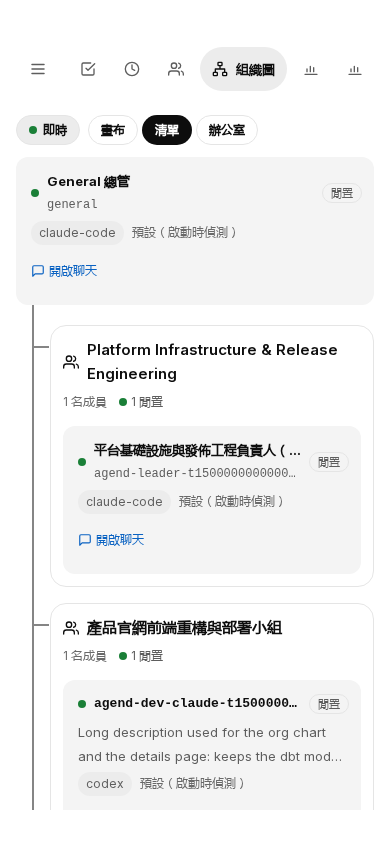 組織圖
即時
畫布
清單
辦公室
General 總管
閒置
general
claude-code 預設（啟動時偵測）
開啟聊天
Platform Infrastructure & Release
Engineering
1 名成員 1 閒置
平台基礎設施與發佈工程負責人（…
閒置
agend-leader-t1500000000000…
claude-code 預設（啟動時偵測）
開啟聊天
產品官網前端重構與部署小組
1 名成員 1 閒置
agend-dev-claude-t1500000…
閒置
Long description used for the org chart
and the details page: keeps the dbt mod…
codex 預設（啟動時偵測）